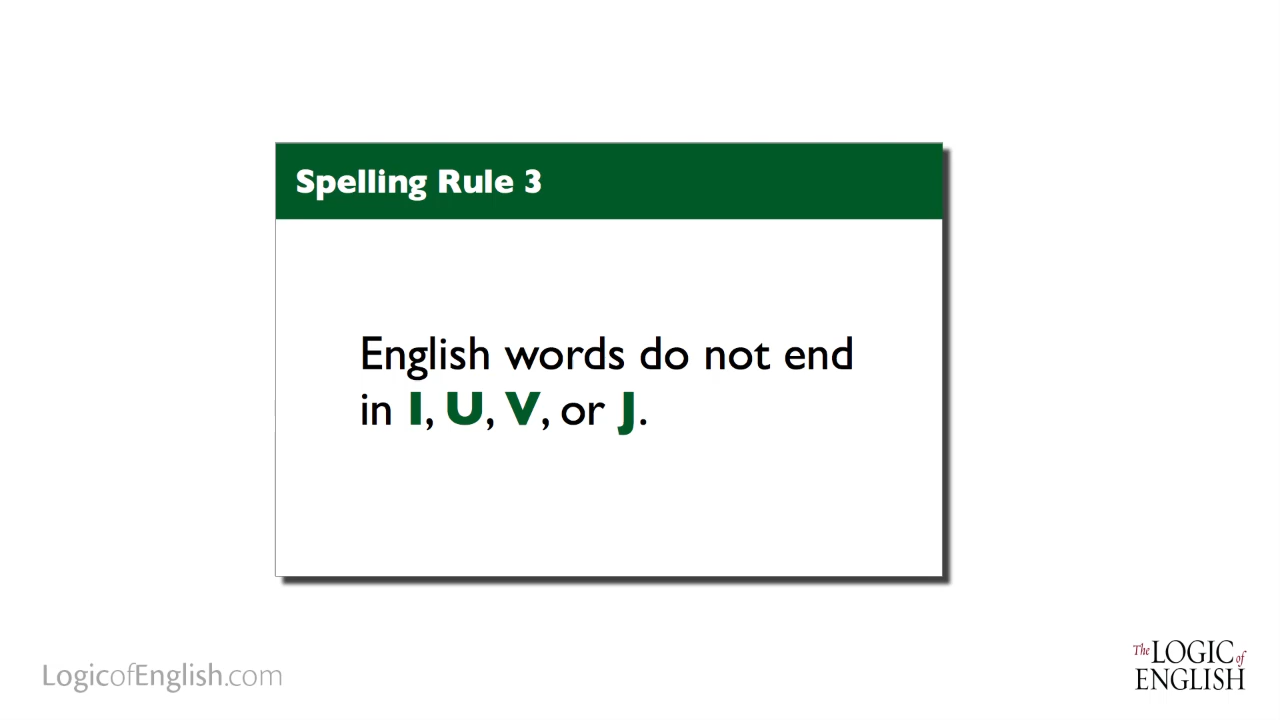 Spelling Rule 3
English words do not end
in I, U, V, or J.
LogicofEnglish.com
The LOGIC of
ENGLISH